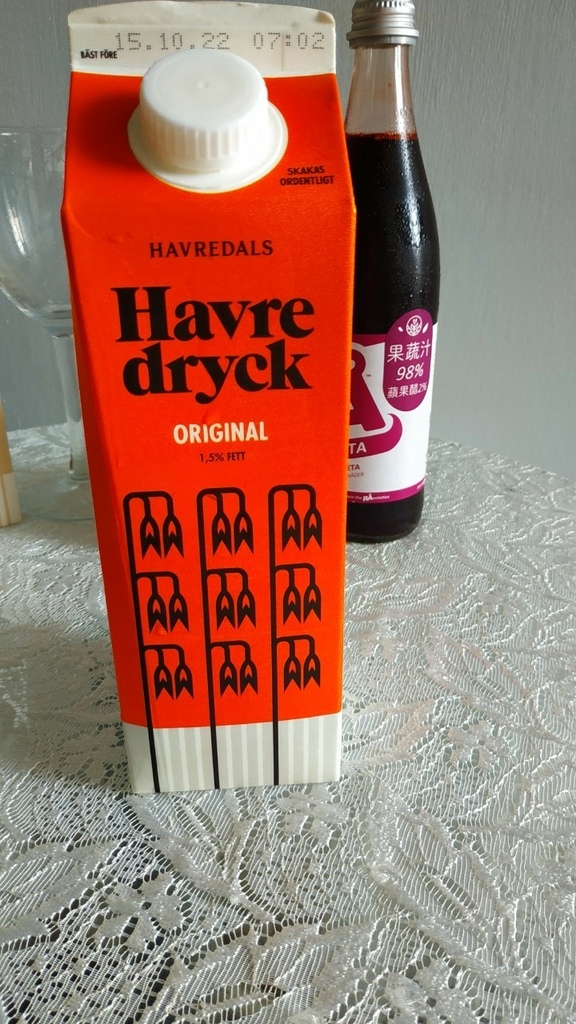 BÄST FÖRE 15.10.22 07:02
SKAKAS
ORDENTLIGT
HAVREDALS
Havre
dryck
ORIGINAL
1,5% FETT
果蔬汁
98%
蘋果醋2%